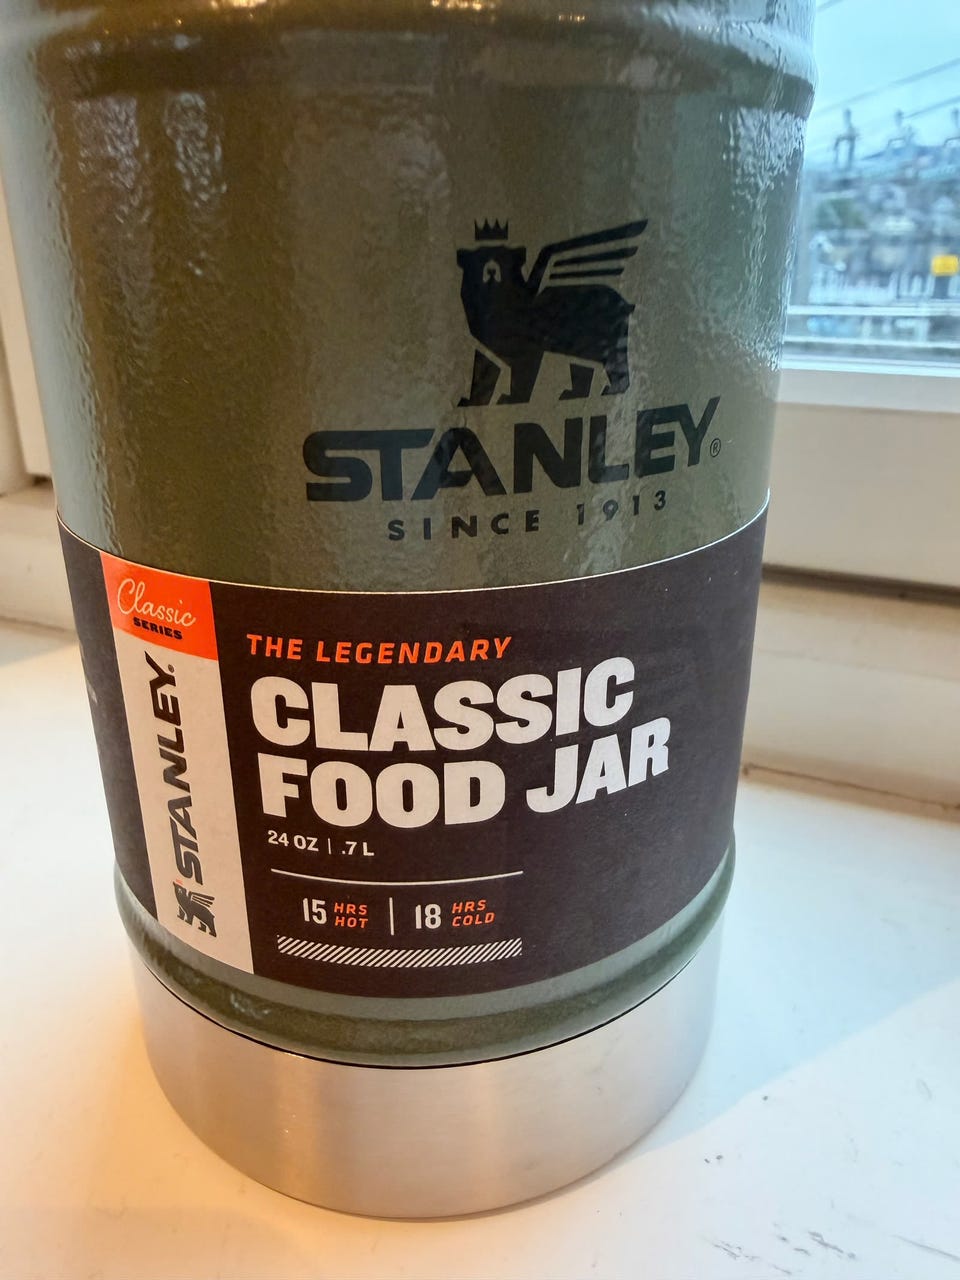 STANLEY®
SINCE 1913
Classic
SERIES
STANLEY®
THE LEGENDARY
CLASSIC
FOOD JAR
24 OZ | .7 L
15 HRS HOT | 18 HRS COLD